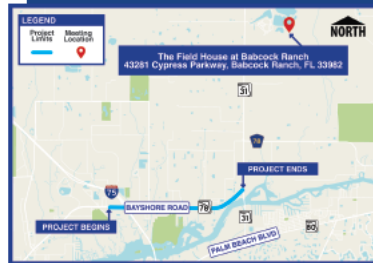 LEGEND
Project Limits
Meeting Location
NORTH
The Field House at Babcock Ranch
43281 Cypress Parkway, Babcock Ranch, FL 33982
31
78
PROJECT ENDS
75
BAYSHORE ROAD
78
31
PROJECT BEGINS
PALM BEACH BLVD
80